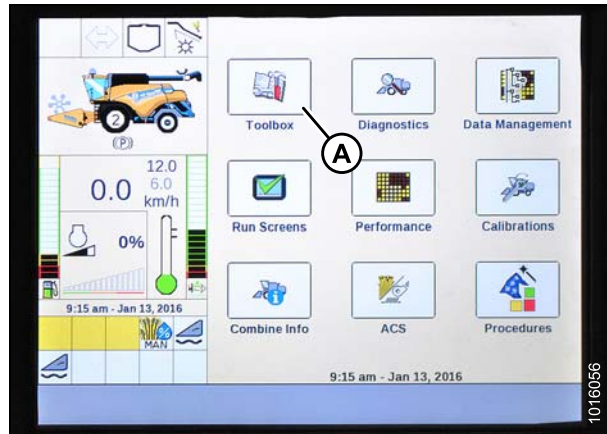 Toolbox
Diagnostics
Data Management
A
2
(P)
12.0
0.0
6.0
km/h
Run Screens
Performance
Calibrations
0%
9:15 am - Jan 13, 2016
%
MAN
Combine Info
ACS
Procedures
9:15 am - Jan 13, 2016
1016056